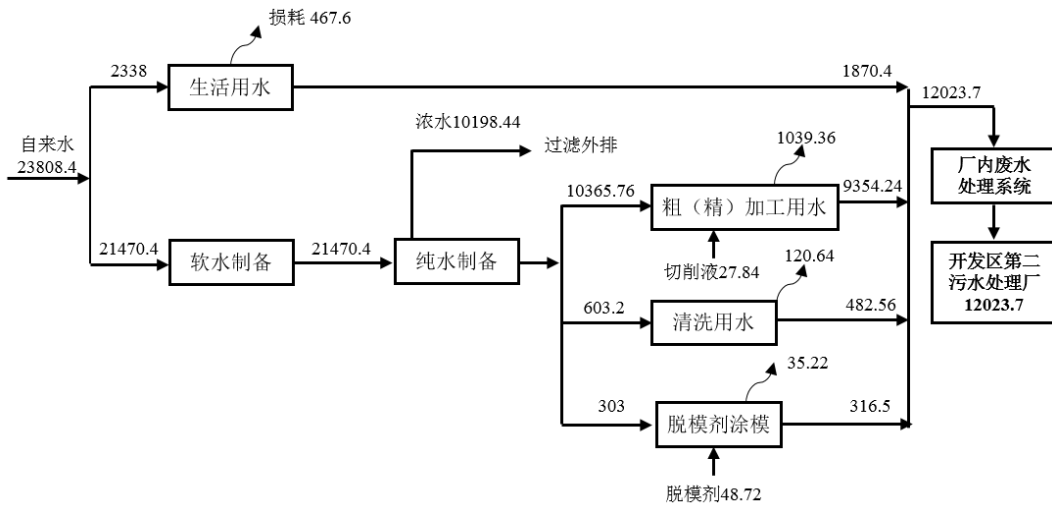 损耗 467.6
2338
生活用水
1870.4
12023.7
自来水
23808.4
浓水10198.44
过滤外排
1039.36
厂内废水
处理系统
10365.76
粗（精）加工用水
9354.24
21470.4
软水制备
21470.4
纯水制备
切削液27.84
120.64
开发区第二
污水处理厂
12023.7
603.2
清洗用水
482.56
35.22
303
脱模剂涂模
316.5
脱模剂48.72